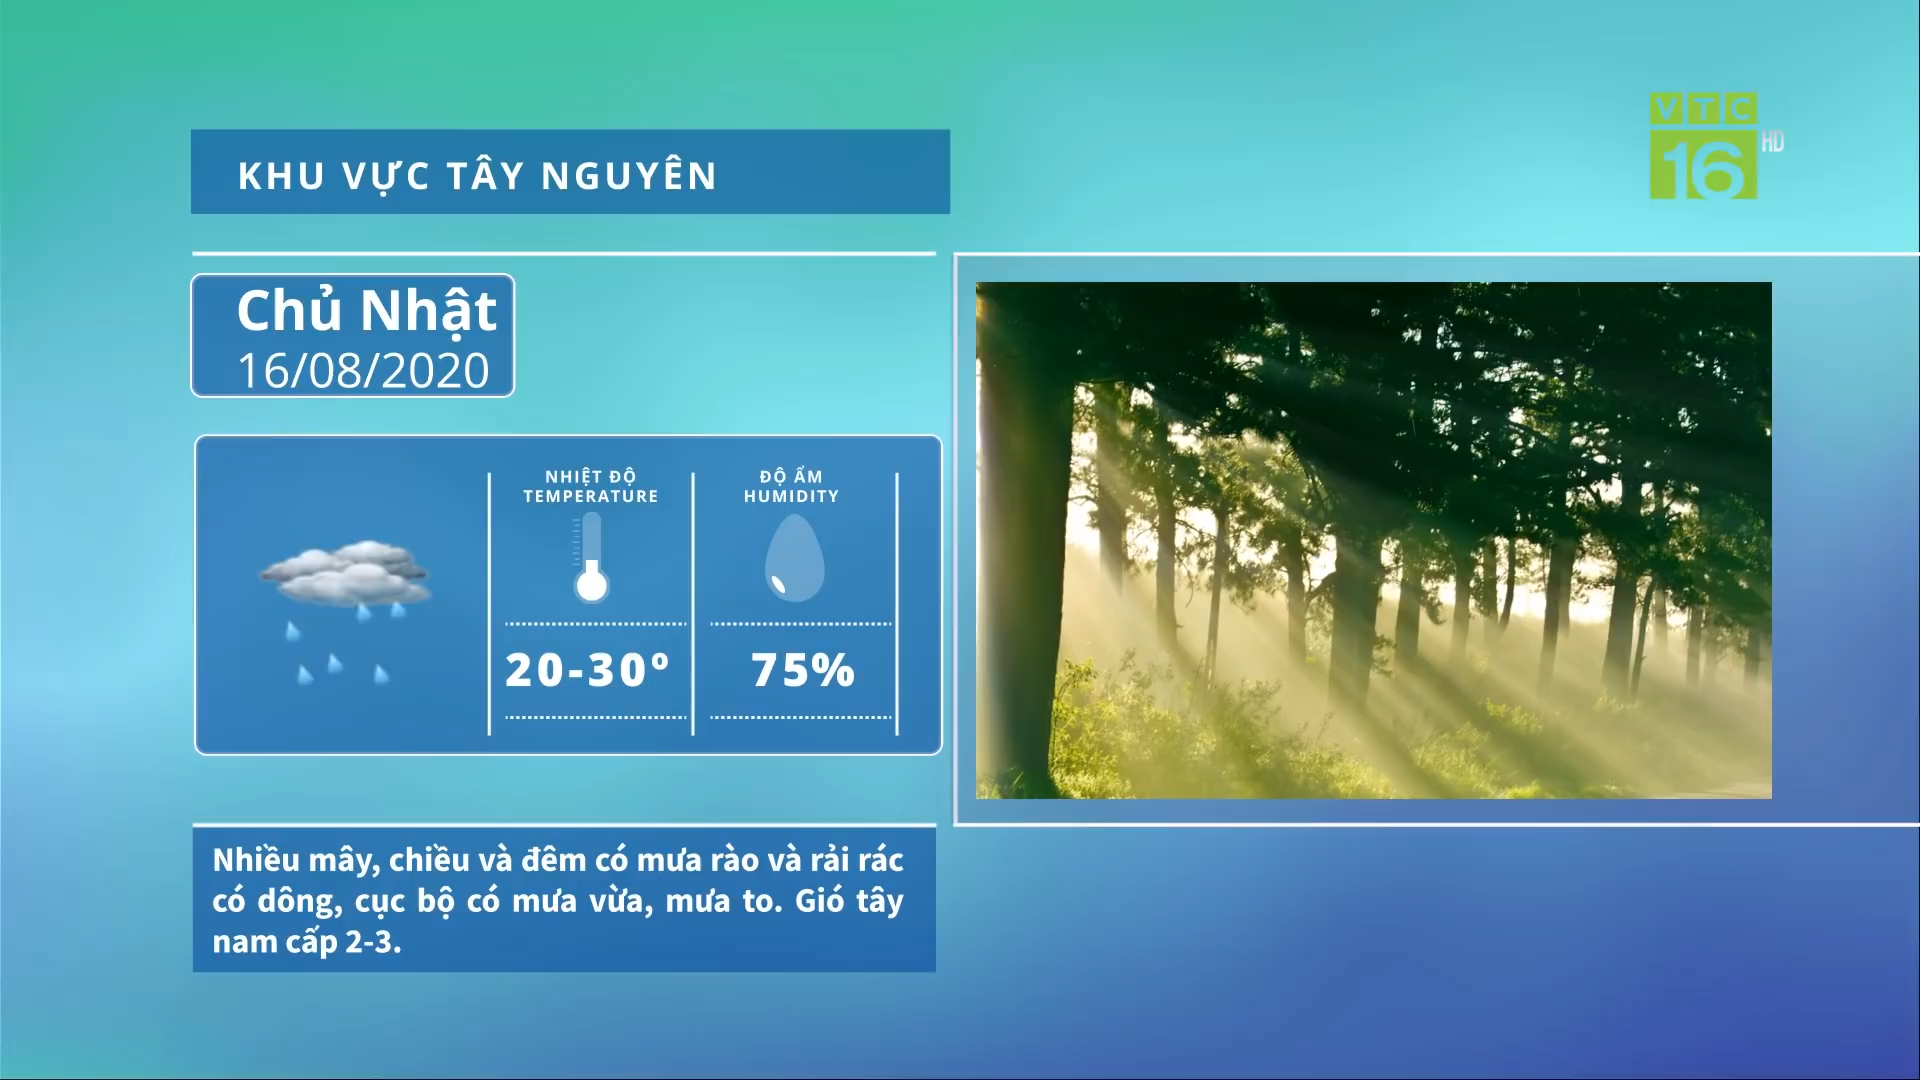 VTC
16 HD
KHU VỰC TÂY NGUYÊN
Chủ Nhật
16/08/2020
NHIỆT ĐỘ
TEMPERATURE
20-30°
ĐỘ ẨM
HUMIDITY
75%
Nhiều mây, chiều và đêm có mưa rào và rải rác
có dông, cục bộ có mưa vừa, mưa to. Gió tây
nam cấp 2-3.